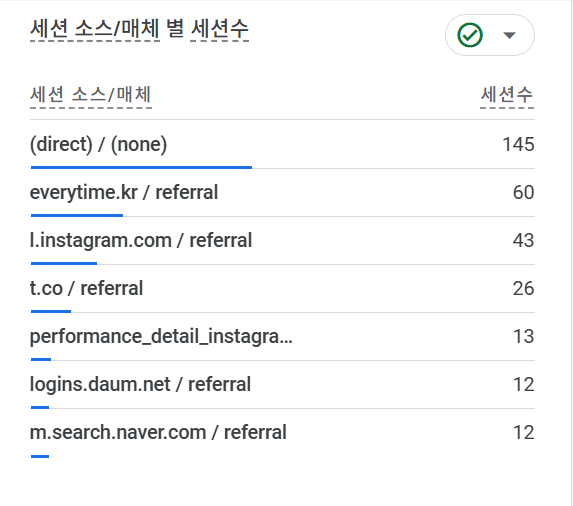 세션 소스/매체 별 세션수
세션 소스/매체 세션수
(direct) / (none) 145
everytime.kr / referral 60
l.instagram.com / referral 43
t.co / referral 26
performance_detail_instagra... 13
logins.daum.net / referral 12
m.search.naver.com / referral 12